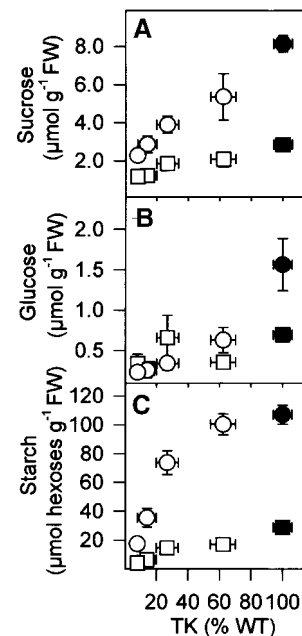 A
Sucrose
(μmol g⁻¹ FW)
8.0
6.0
4.0
2.0
B
Glucose
(μmol g⁻¹ FW)
2.0
1.5
1.0
0.5
C
Starch
(μmol hexoses g⁻¹ FW)
120
100
80
60
40
20
20 40 60 80 100
TK (% WT)